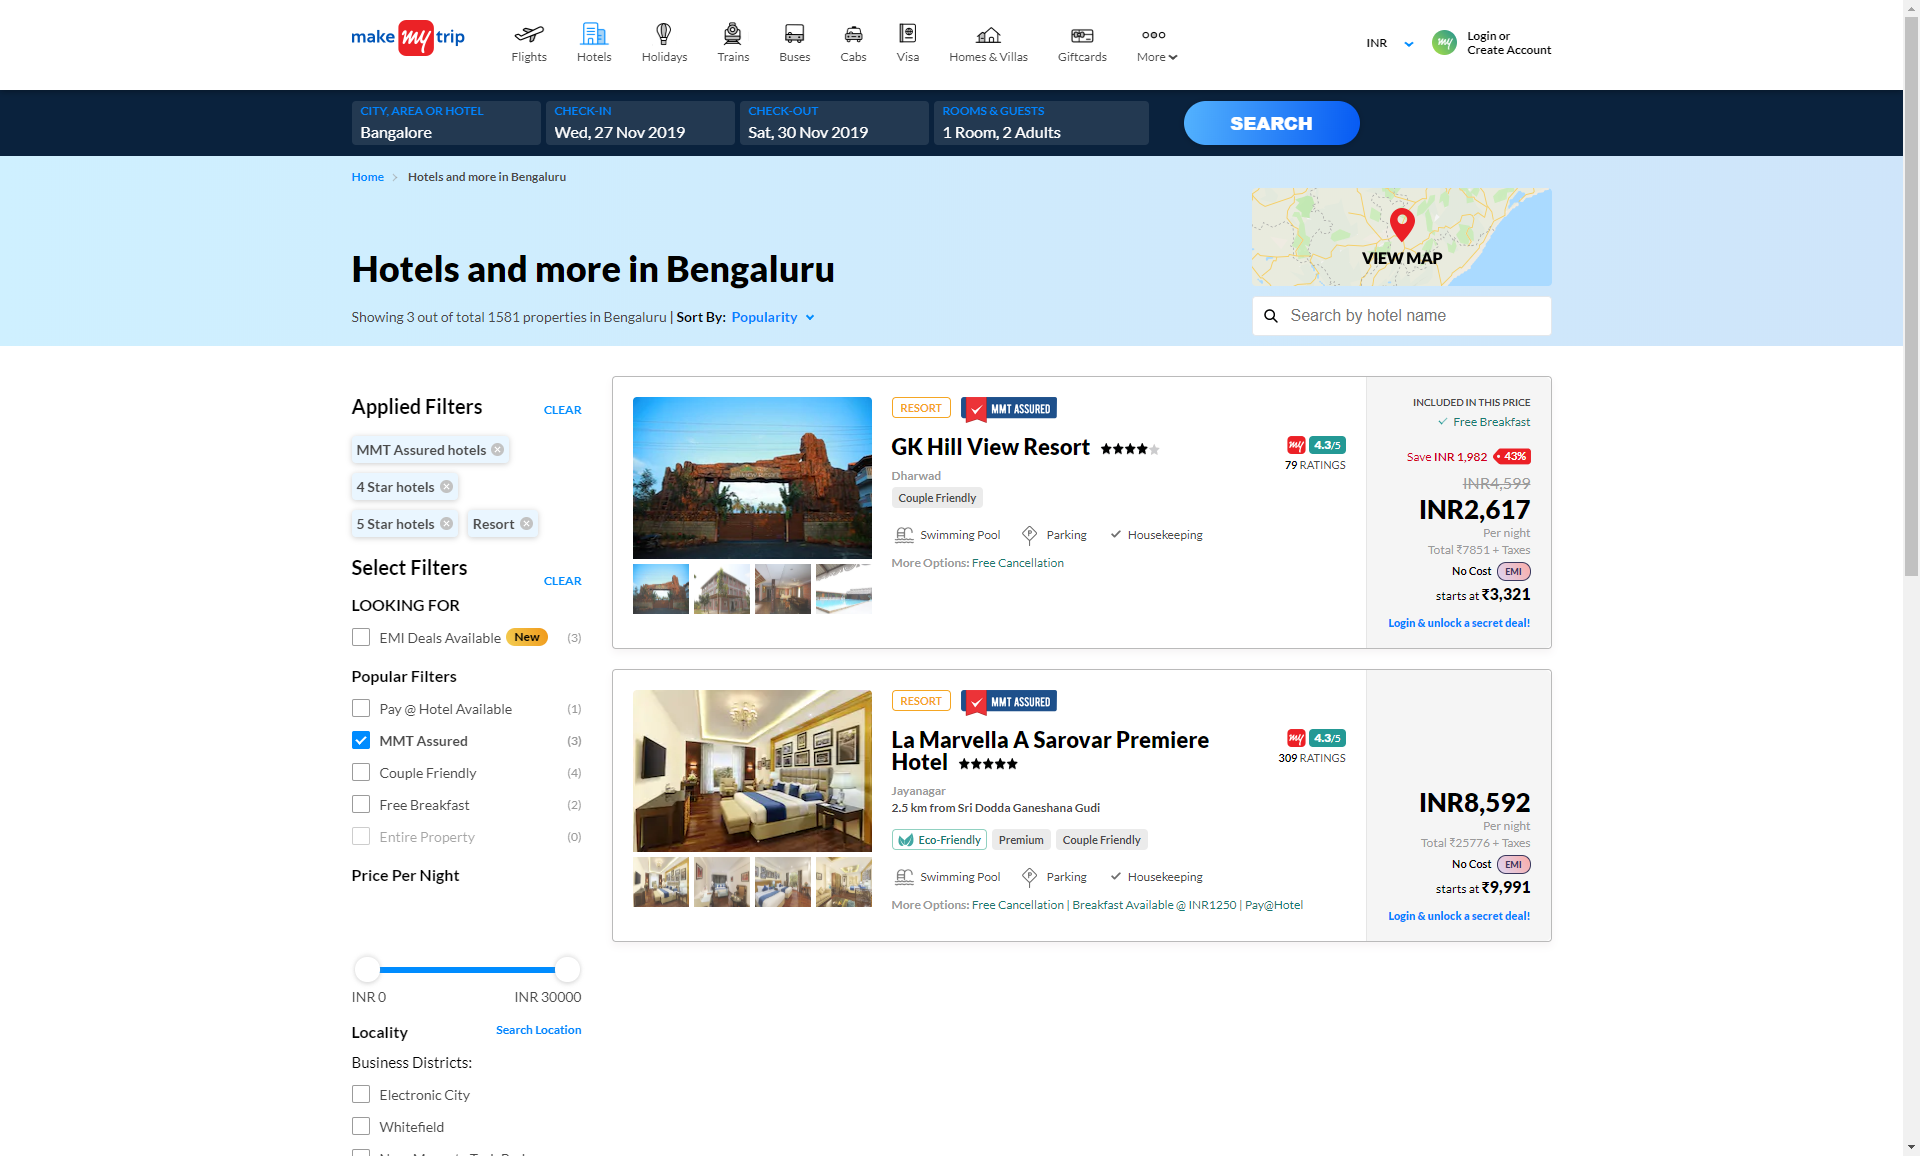 make my trip
Flights
Hotels
Holidays
Trains
Buses
Cabs
Visa
Homes & Villas
Giftcards
More
INR
my
Login or
Create Account
CITY, AREA OR HOTEL
Bangalore
CHECK-IN
Wed, 27 Nov 2019
CHECK-OUT
Sat, 30 Nov 2019
ROOMS & GUESTS
1 Room, 2 Adults
SEARCH
Home > Hotels and more in Bengaluru
VIEW MAP
Hotels and more in Bengaluru
Showing 3 out of total 1581 properties in Bengaluru | Sort By: Popularity
Search by hotel name
Applied Filters
CLEAR
MMT Assured hotels
4 Star hotels
5 Star hotels
Resort
Select Filters
CLEAR
LOOKING FOR
EMI Deals Available New (3)
Popular Filters
Pay @ Hotel Available (1)
MMT Assured (3)
Couple Friendly (4)
Free Breakfast (2)
Entire Property (0)
Price Per Night
INR 0
INR 30000
Locality
Search Location
Business Districts:
Electronic City
Whitefield
RESORT
MMT ASSURED
GK Hill View Resort
Dharwad
Couple Friendly
Swimming Pool
Parking
Housekeeping
More Options: Free Cancellation
my 4.3/5
79 RATINGS
INCLUDED IN THIS PRICE
Free Breakfast
Save INR 1,982 43%
INR4,599
INR2,617
Per night
Total ₹7851 + Taxes
No Cost EMI
starts at ₹3,321
Login & unlock a secret deal!
RESORT
MMT ASSURED
La Marvella A Sarovar Premiere
Hotel
Jayanagar
2.5 km from Sri Dodda Ganeshana Gudi
Eco-Friendly
Premium
Couple Friendly
Swimming Pool
Parking
Housekeeping
More Options: Free Cancellation | Breakfast Available @ INR1250 | Pay@Hotel
my 4.3/5
309 RATINGS
INR8,592
Per night
Total ₹25776 + Taxes
No Cost EMI
starts at ₹9,991
Login & unlock a secret deal!